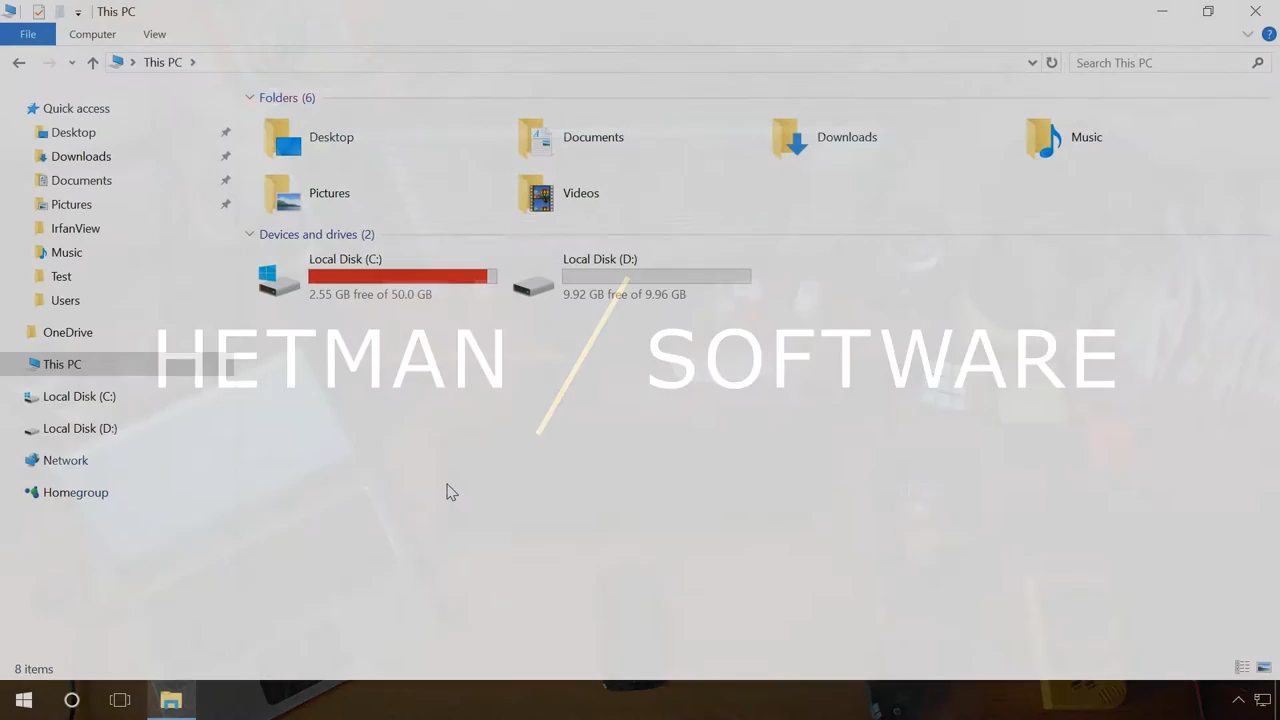 This PC
File Computer View
This PC
Search This PC
Quick access
Desktop
Downloads
Documents
Pictures
IrfanView
Music
Test
Users
OneDrive
This PC
Local Disk (C:)
Local Disk (D:)
Network
Homegroup
Folders (6)
Desktop Documents Downloads Music
Pictures Videos
Devices and drives (2)
Local Disk (C:) Local Disk (D:)
2.55 GB free of 50.0 GB 9.92 GB free of 9.96 GB
HETMAN SOFTWARE
8 items